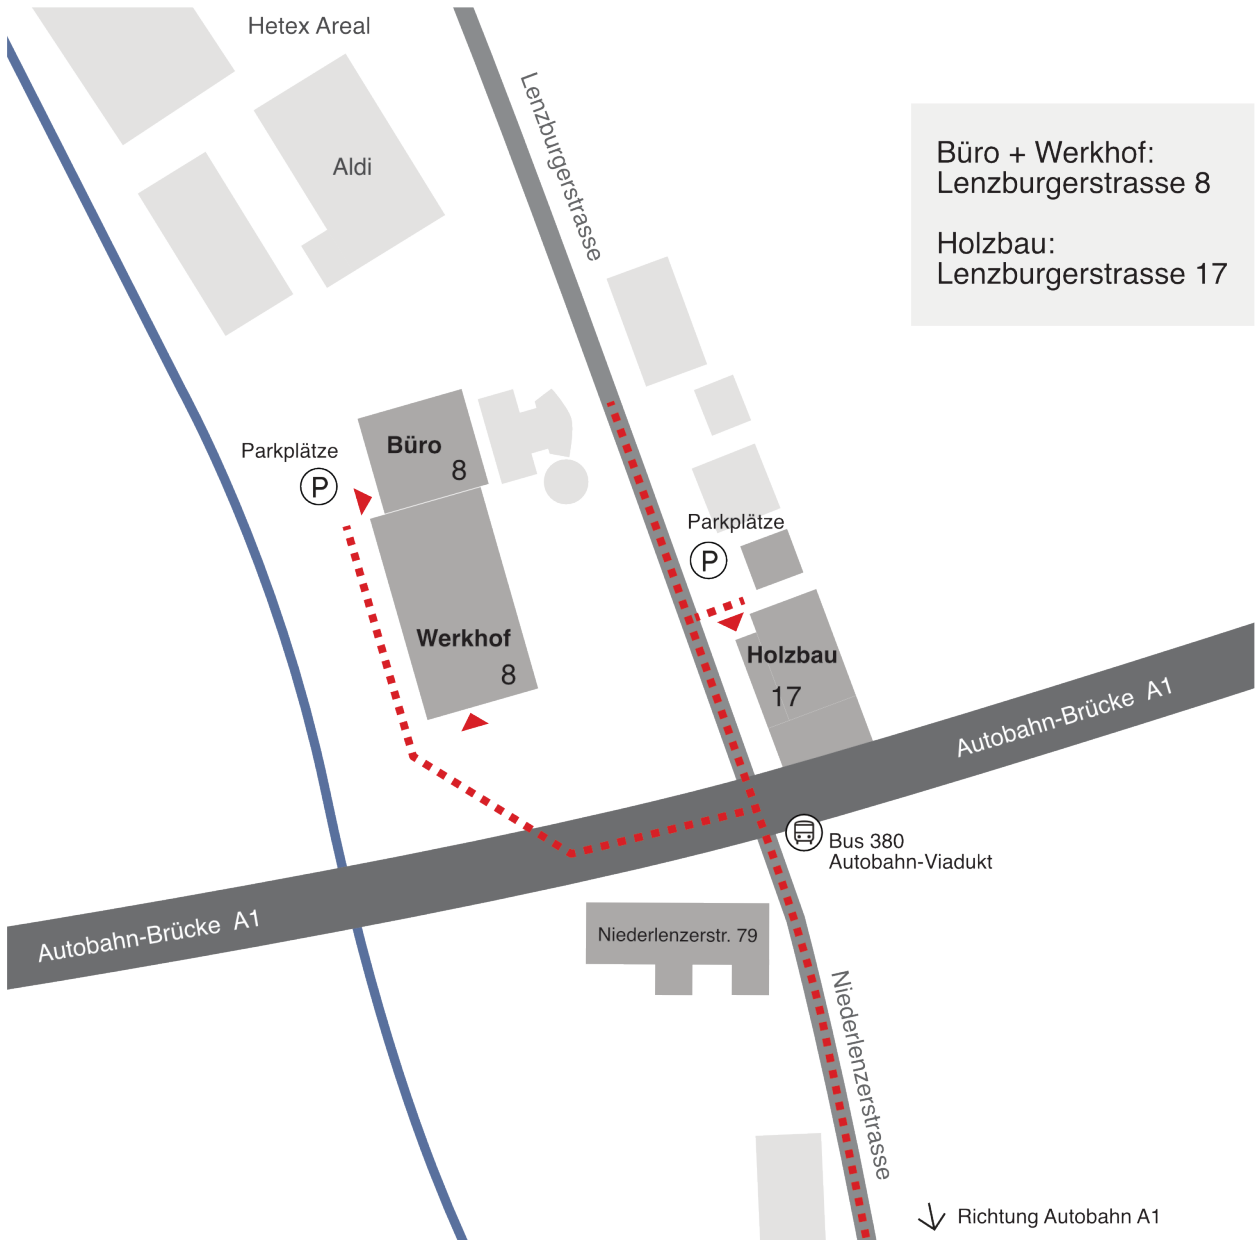 Hetex Areal
Aldi
Lenzburgerstrasse
Büro + Werkhof:
Lenzburgerstrasse 8
Holzbau:
Lenzburgerstrasse 17
Parkplätze
P
Büro
8
Parkplätze
P
Werkhof
8
Holzbau
17
Autobahn-Brücke A1
Bus 380
Autobahn-Viadukt
Autobahn-Brücke A1
Niederlenzerstr. 79
Niederlenzerstrasse
Richtung Autobahn A1